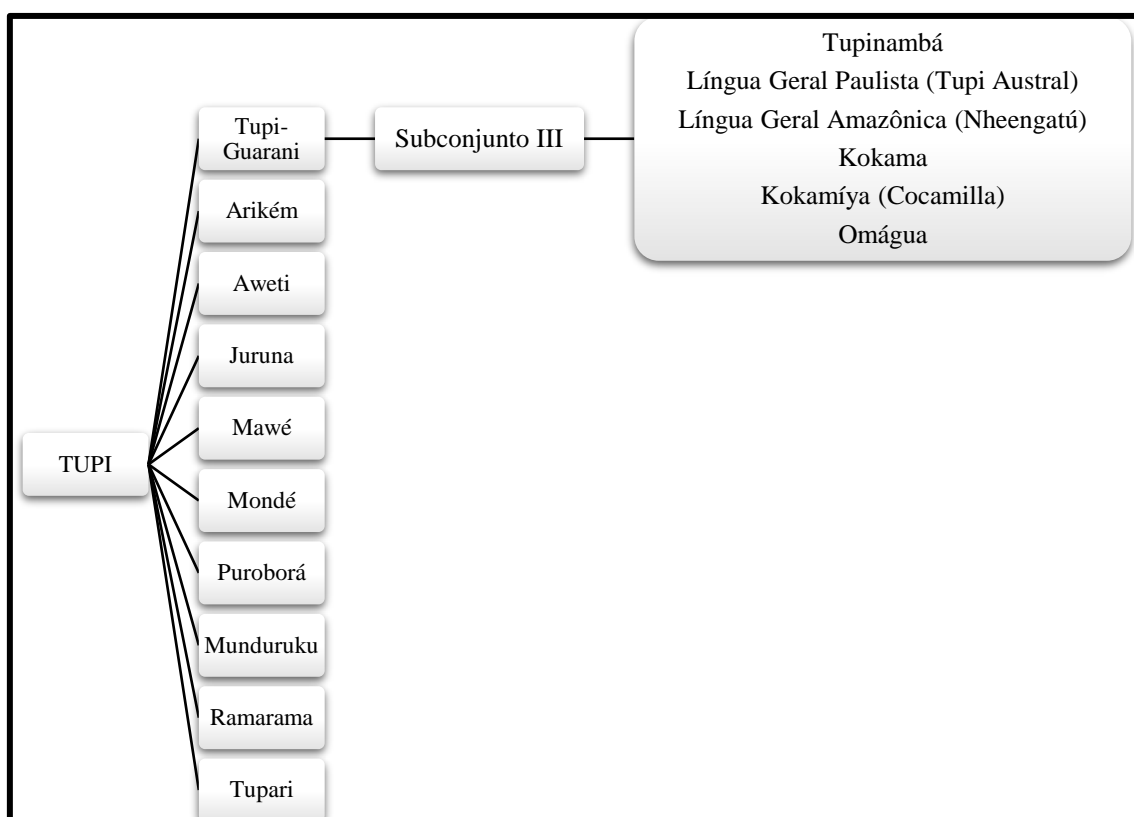 Tupinambá
Língua Geral Paulista (Tupi Austral)
Língua Geral Amazônica (Nheengatú)
Kokama
Kokamíya (Cocamilla)
Omágua
Tupi-
Guarani
Subconjunto III
Arikém
Aweti
Juruna
Mawé
TUPI
Mondé
Puroborá
Munduruku
Ramarama
Tupari